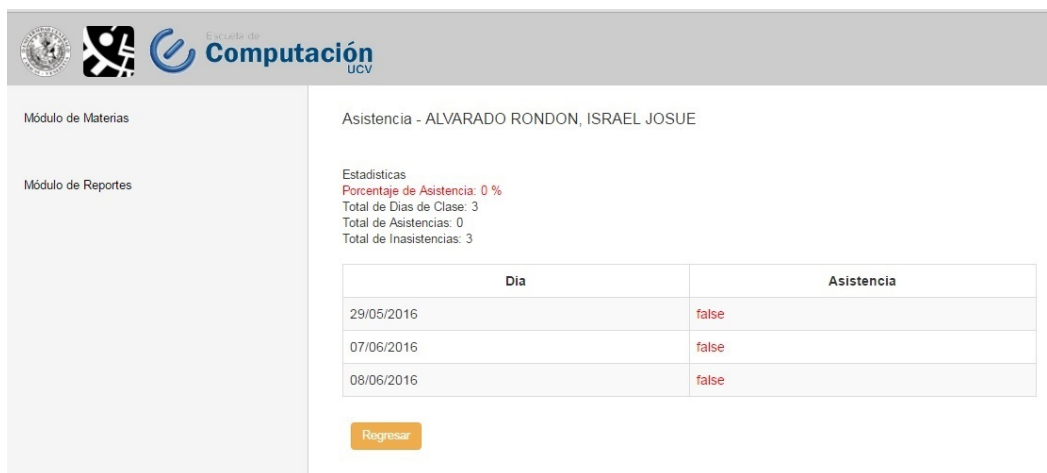 Escuela de
Computación
UCV
Módulo de Materias
Módulo de Reportes
Asistencia - ALVARADO RONDON, ISRAEL JOSUE
Estadisticas
Porcentaje de Asistencia: 0 %
Total de Dias de Clase: 3
Total de Asistencias: 0
Total de Inasistencias: 3
Dia Asistencia
29/05/2016 false
07/06/2016 false
08/06/2016 false
Regresar